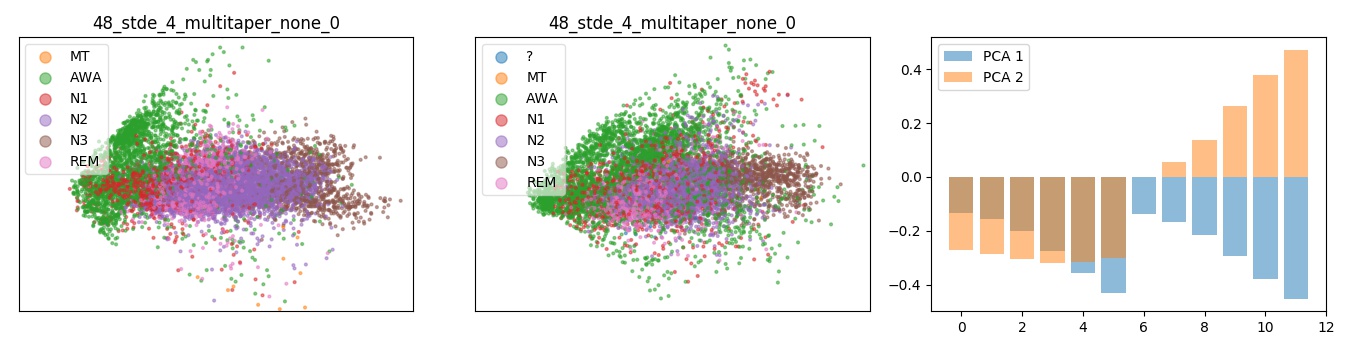 48_stde_4_multitaper_none_0
MT
AWA
N1
N2
N3
REM
48_stde_4_multitaper_none_0
?
MT
AWA
N1
N2
N3
REM
PCA 1
PCA 2
0.4
0.2
0.0
−0.2
−0.4
0 2 4 6 8 10 12